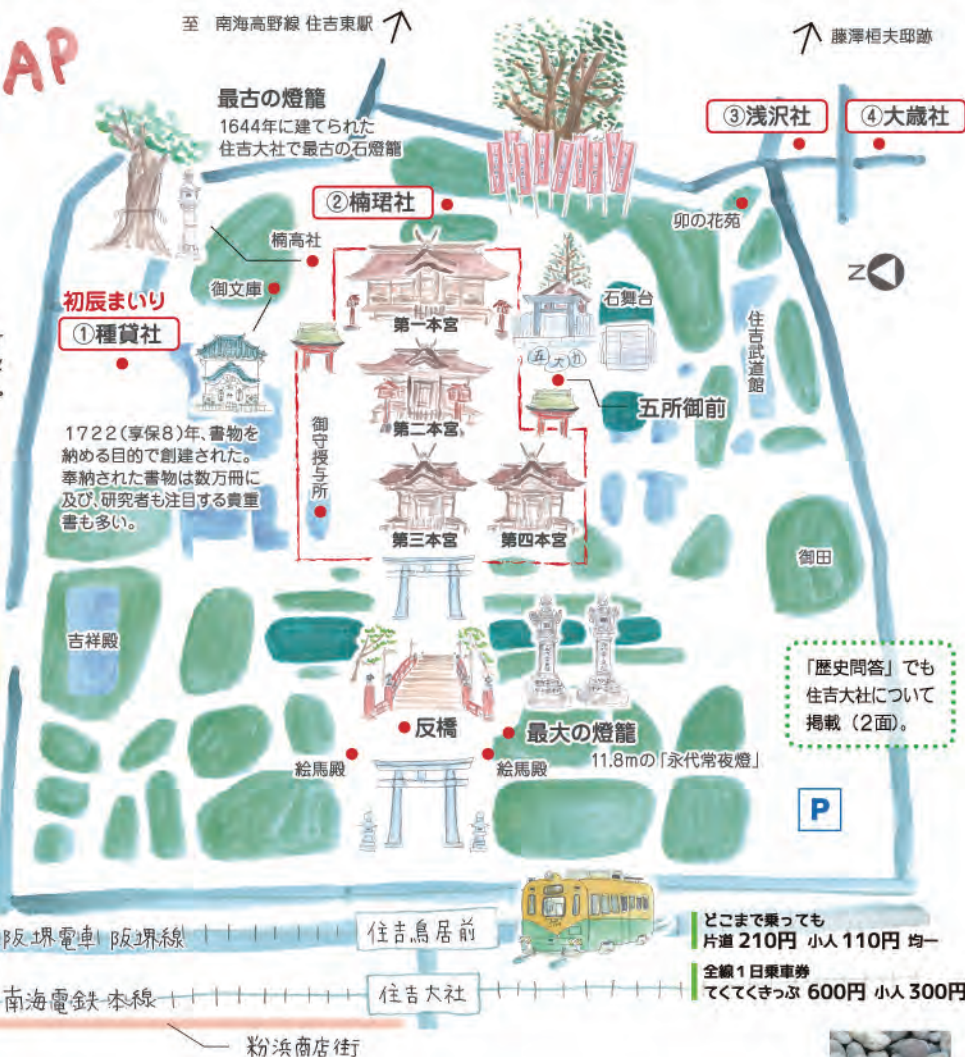 至 南海高野線 住吉東駅
藤澤桓夫邸跡
AP
最古の燈籠
1644年に建てられた
住吉大社で最古の石燈籠
③浅沢社
④大歳社
②楠珺社
卯の花苑
楠高社
御文庫
N
初辰まいり
①種貸社
第一本宮
石舞台
五大力
住吉武道館
五所御前
第二本宮
御守授与所
1722(享保8)年、書物を
納める目的で創建された。
奉納された書物は数万冊に
及び、研究者も注目する貴重
書も多い。
第三本宮
第四本宮
御田
吉祥殿
「歴史問答」でも
住吉大社について
掲載(2面)。
反橋
最大の燈籠
11.8mの「永代常夜燈」
絵馬殿
絵馬殿
P
阪堺電車 阪堺線
住吉鳥居前
どこまで乗っても
片道210円 小人110円 均一
全線1日乗車券
てくてくきっぷ 600円 小人300円
南海電鉄本線
住吉大社
粉浜商店街